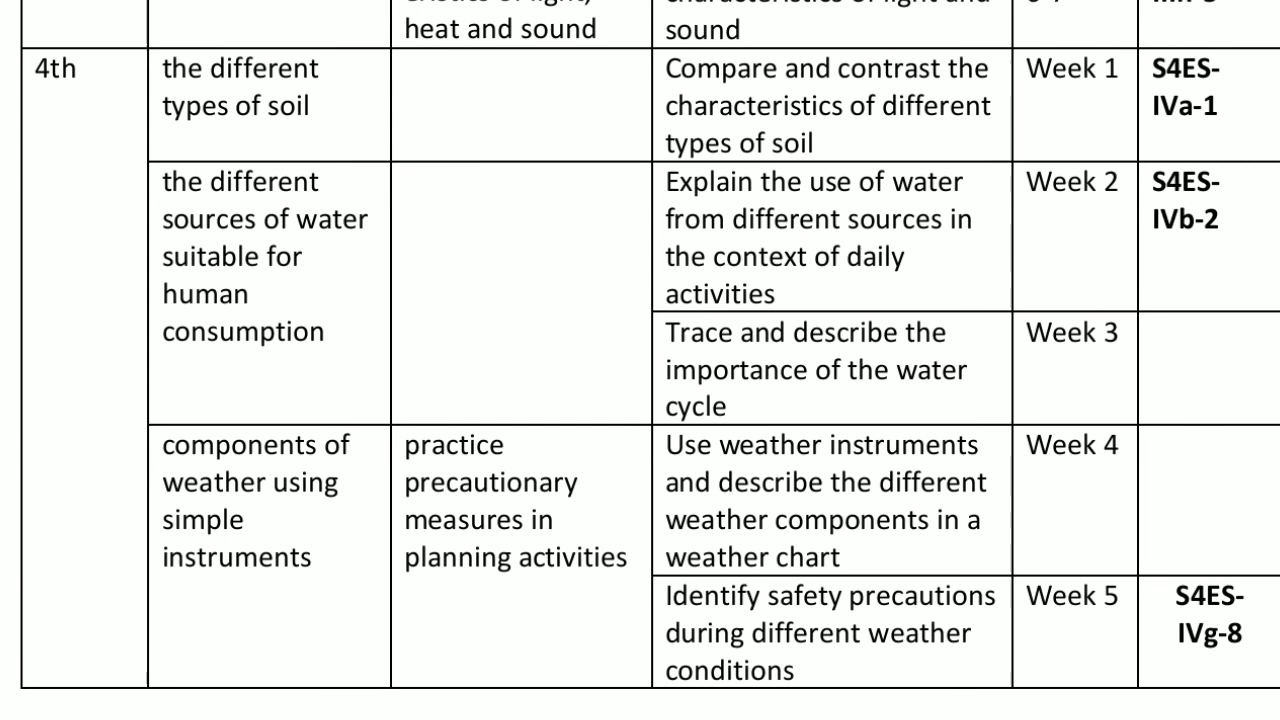 heat and sound
sound
4th
the different
types of soil
Compare and contrast the
characteristics of different
types of soil
Week 1
S4ES-
IVa-1
the different
sources of water
suitable for
human
consumption
Explain the use of water
from different sources in
the context of daily
activities
Week 2
S4ES-
IVb-2
Trace and describe the
importance of the water
cycle
Week 3
components of
weather using
simple
instruments
practice
precautionary
measures in
planning activities
Use weather instruments
and describe the different
weather components in a
weather chart
Week 4
Identify safety precautions
during different weather
conditions
Week 5
S4ES-
IVg-8